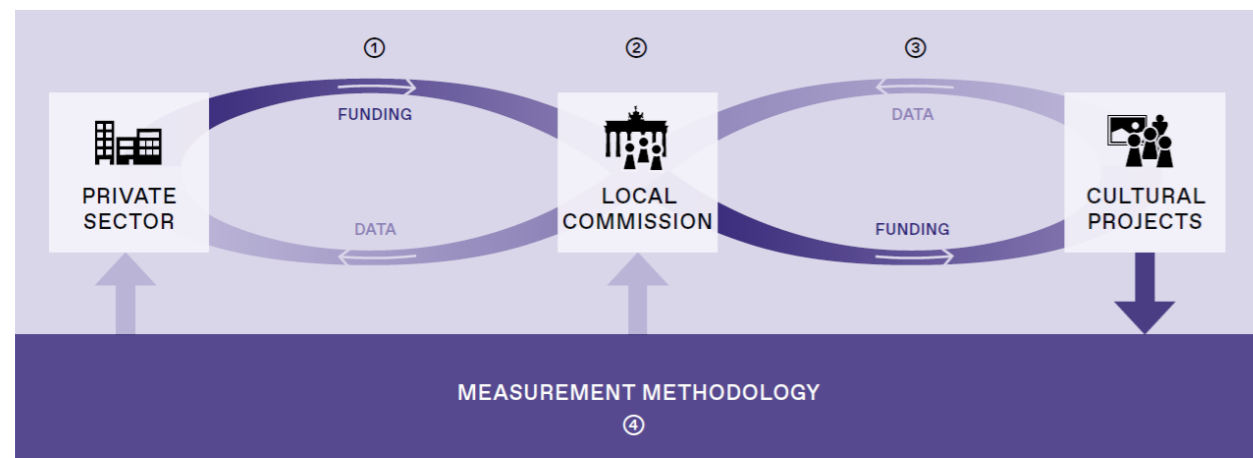 ① ② ③
FUNDING
DATA
PRIVATE
SECTOR
LOCAL
COMMISSION
CULTURAL
PROJECTS
DATA
FUNDING
MEASUREMENT METHODOLOGY
④